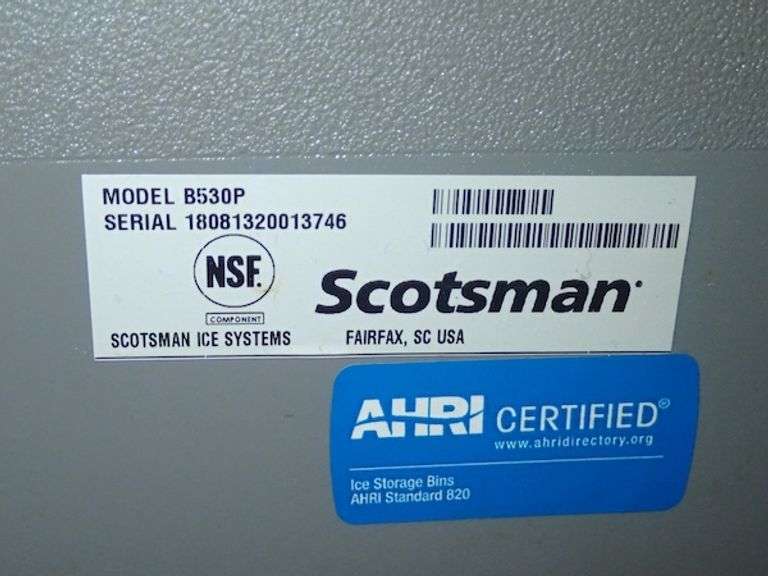 MODEL B530P
SERIAL 18081320013746
NSF.
COMPONENT
Scotsman
SCOTSMAN ICE SYSTEMS FAIRFAX, SC USA
AHRI CERTIFIED®
www.ahridirectory.org
Ice Storage Bins
AHRI Standard 820